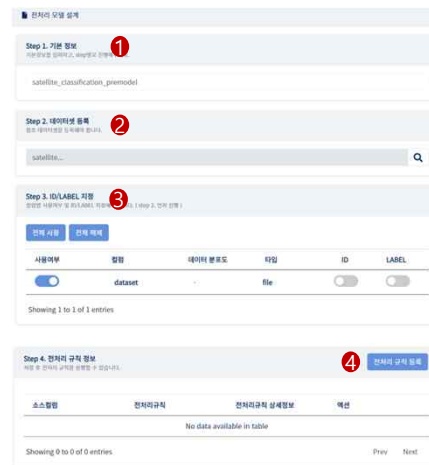 전처리 모델 설계
Step 1. 기본 정보
1
satellite_classification_premodel
Step 2. 데이터셋 등록
2
satellite...
Step 3. ID/LABEL 지정
3
전체 사용 전체 해제
사용여부 컬럼 데이터 분포도 타입 ID LABEL
dataset - file
Showing 1 to 1 of 1 entries
Step 4. 전처리 규칙 정보
4
전처리 규칙 등록
소스컬럼 전처리규칙 전처리규칙 상세정보 액션
No data available in table
Showing 0 to 0 of 0 entries
Prev Next